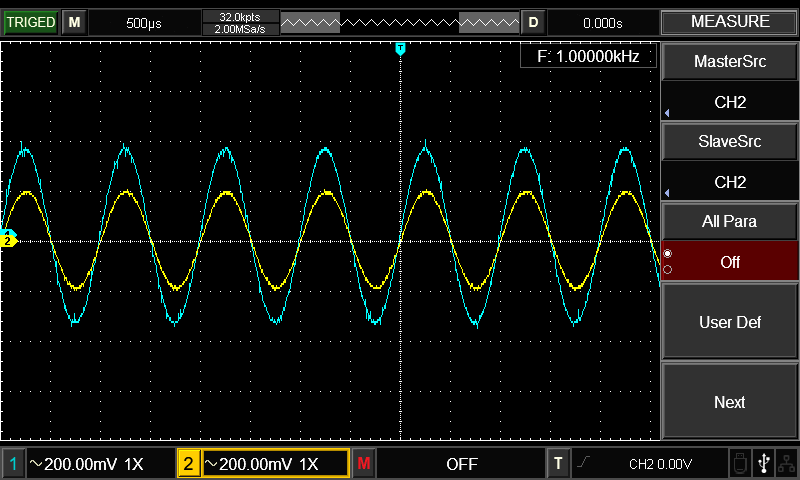 TRIGED M 500µs 32.0kpts D 0.000s MEASURE
2.00MSa/s
T
F: 1.00000kHz
MasterSrc
CH2
SlaveSrc
CH2
All Para
Off
User Def
Next
1
2
1 ~200.00mV 1X 2 ~200.00mV 1X M OFF T CH2 0.00V